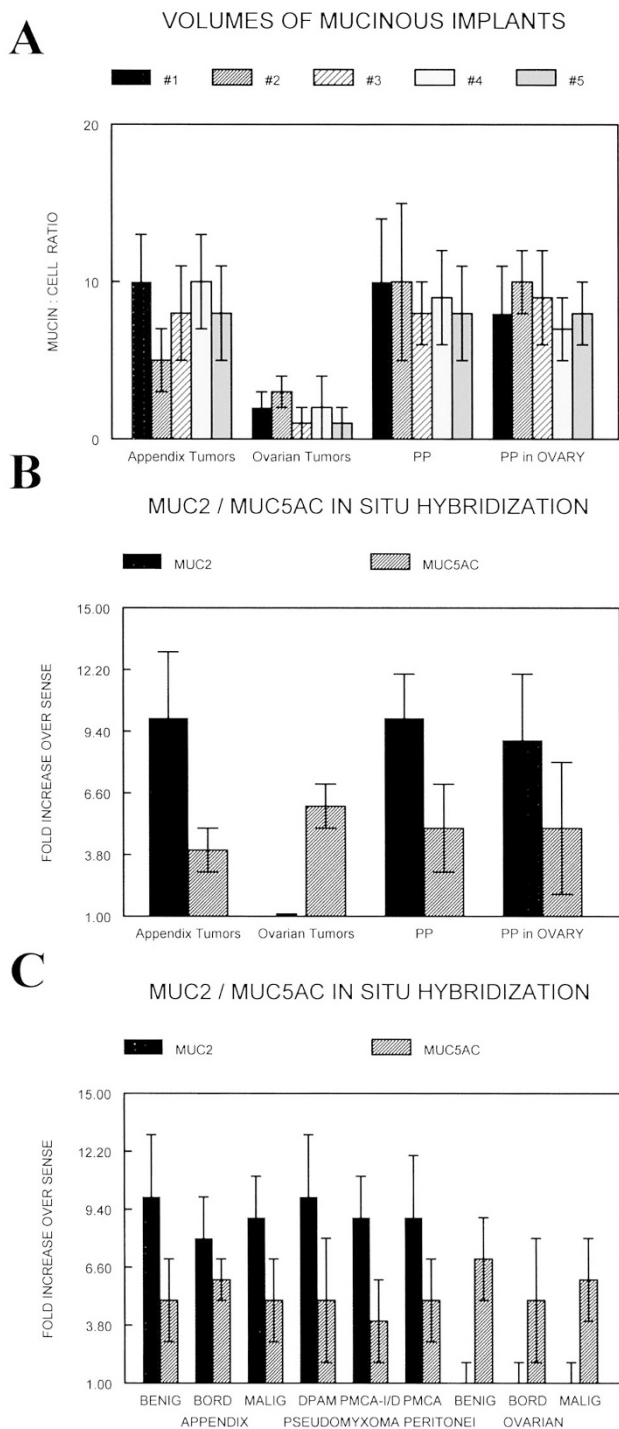 A
VOLUMES OF MUCINOUS IMPLANTS
#1 #2 #3 #4 #5
20
10
0
MUCIN : CELL RATIO
Appendix Tumors Ovarian Tumors PP PP in OVARY
B
MUC2 / MUC5AC IN SITU HYBRIDIZATION
MUC2 MUC5AC
15.00
12.20
9.40
6.60
3.80
1.00
FOLD INCREASE OVER SENSE
Appendix Tumors Ovarian Tumors PP PP in OVARY
C
MUC2 / MUC5AC IN SITU HYBRIDIZATION
MUC2 MUC5AC
15.00
12.20
9.40
6.60
3.80
1.00
FOLD INCREASE OVER SENSE
BENIG BORD MALIG DPAM PMCA-I/D PMCA BENIG BORD MALIG
APPENDIX PSEUDOMYXOMA PERITONEI OVARIAN